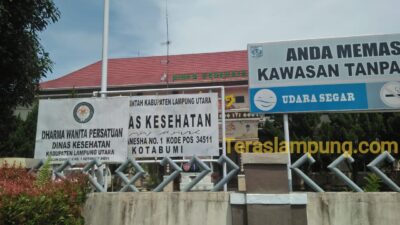 ANDA MEMAS
KAWASAN TANPA
UDARA SEGAR
TAH KABUPATEN LAMPUNG UTARA
AS KESEHATAN
NESHA NO. 1 KODE POS 34511
KOTABUMI
DHARMA WANITA PERSATUAN
DINAS KESEHATAN
KABUPATEN LAMPUNG UTARA
Teraslampung.com